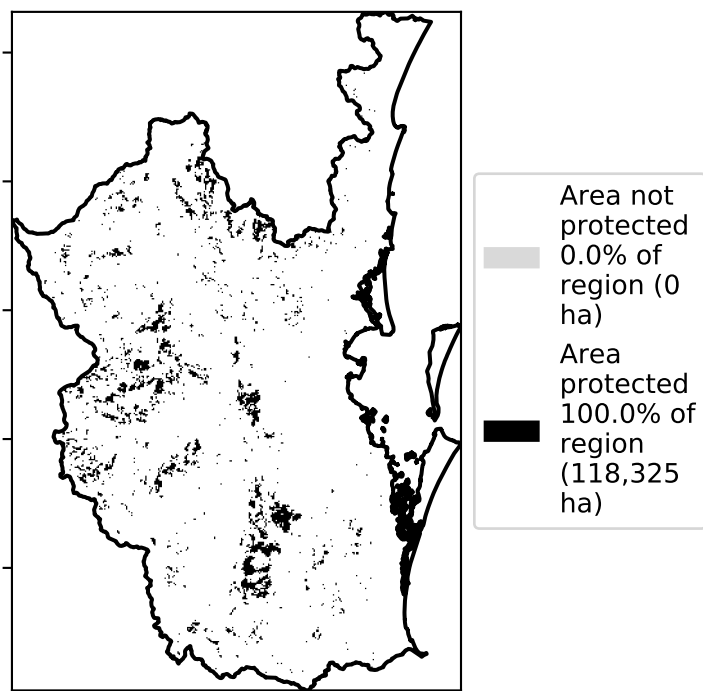 Area not
protected
0.0% of
region (0
ha)
Area
protected
100.0% of
region
(118,325
ha)